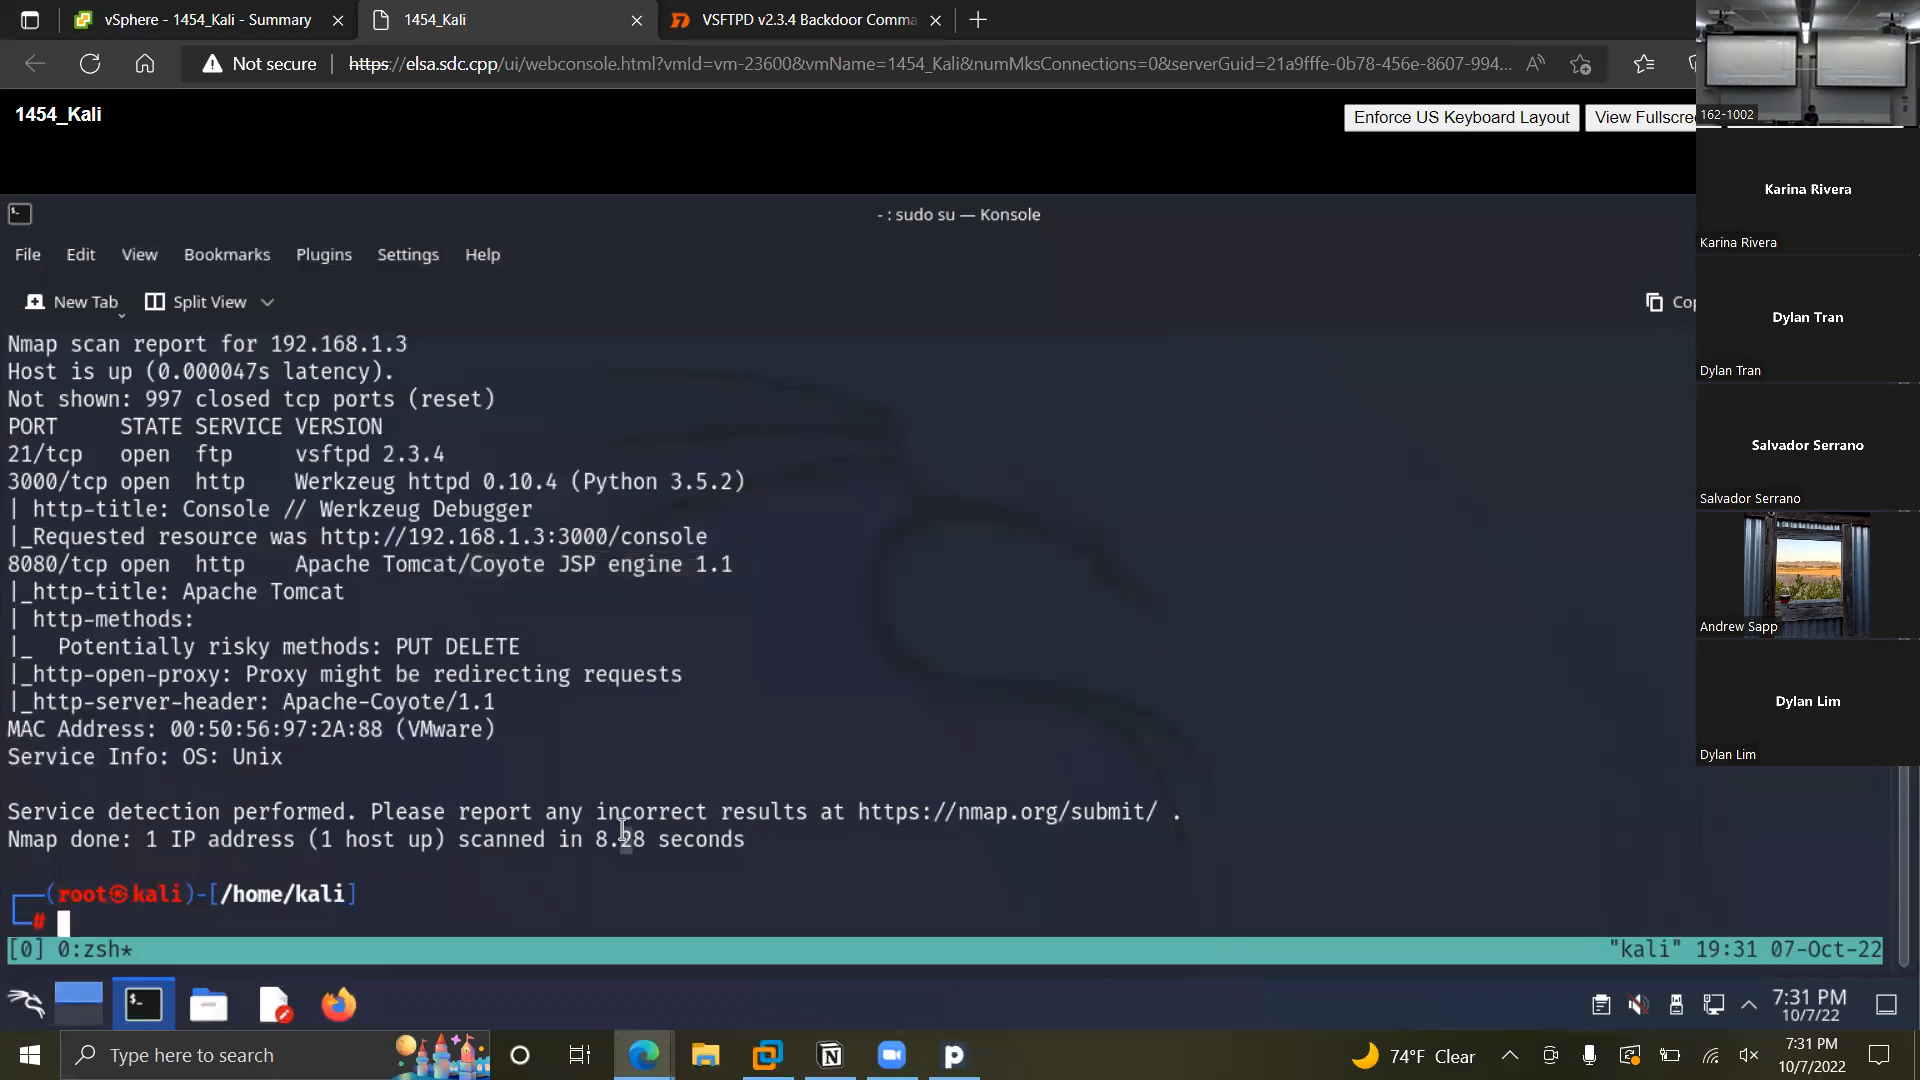 vSphere - 1454_Kali - Summary
1454_Kali
VSFTPD v2.3.4 Backdoor Comma
Not secure
https://elsa.sdc.cpp/ui/webconsole.html?vmId=vm-23600&vmName=1454_Kali&numMksConnections=0&serverGuid=21a9fffe-0b78-456e-8607-994...
1454_Kali
Enforce US Keyboard Layout
View Fullscre
162-1002
Karina Rivera
Karina Rivera
Dylan Tran
Dylan Tran
Salvador Serrano
Salvador Serrano
Andrew Sapp
Dylan Lim
Dylan Lim
- : sudo su — Konsole
File Edit View Bookmarks Plugins Settings Help
New Tab Split View
Cop
Nmap scan report for 192.168.1.3
Host is up (0.000047s latency).
Not shown: 997 closed tcp ports (reset)
PORT     STATE SERVICE VERSION
21/tcp   open  ftp     vsftpd 2.3.4
3000/tcp open  http    Werkzeug httpd 0.10.4 (Python 3.5.2)
| http-title: Console // Werkzeug Debugger
|_Requested resource was http://192.168.1.3:3000/console
8080/tcp open  http    Apache Tomcat/Coyote JSP engine 1.1
|_http-title: Apache Tomcat
| http-methods:
|_  Potentially risky methods: PUT DELETE
|_http-open-proxy: Proxy might be redirecting requests
|_http-server-header: Apache-Coyote/1.1
MAC Address: 00:50:56:97:2A:88 (VMware)
Service Info: OS: Unix
Service detection performed. Please report any incorrect results at https://nmap.org/submit/ .
Nmap done: 1 IP address (1 host up) scanned in 8.28 seconds
(root㉿kali)-[/home/kali]
#
[0] 0:zsh*
"kali" 19:31 07-Oct-22
7:31 PM
10/7/22
Type here to search
74°F Clear
7:31 PM
10/7/2022